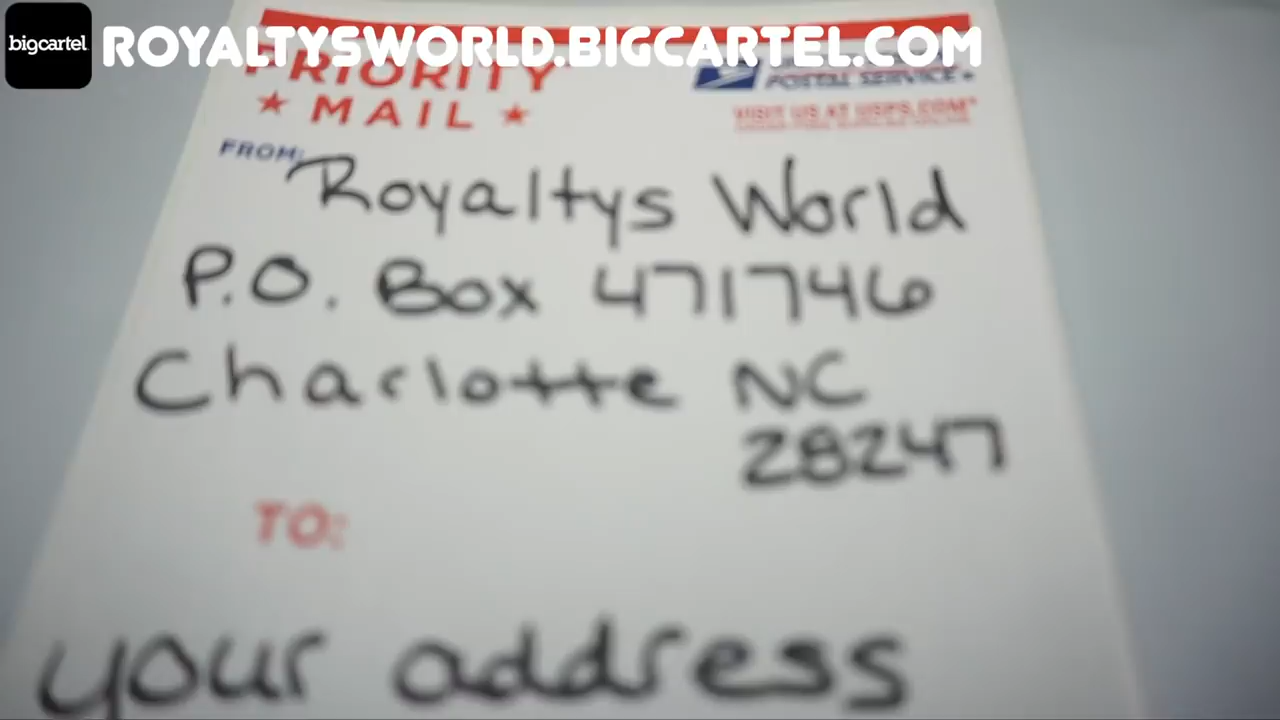 bigcartel
ROYALTYSWORLD.BIGCARTEL.COM
PRIORITY
★ MAIL ★
POSTAL SERVICE
VISIT US AT USPS.COM®
FROM:
Royaltys World
P.O. Box 471746
Charlotte NC
28247
TO:
your address